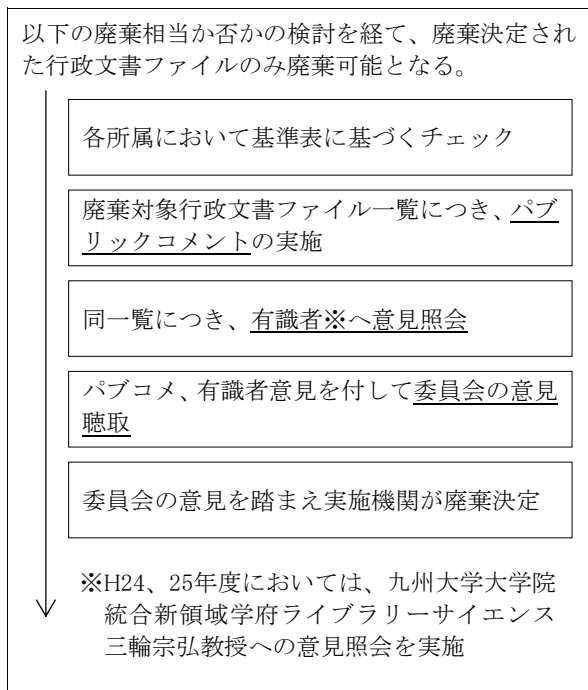 以下の廃棄相当か否かの検討を経て、廃棄決定され
た行政文書ファイルのみ廃棄可能となる。
各所属において基準表に基づくチェック
廃棄対象行政文書ファイル一覧につき、パブ
リックコメントの実施
同一覧につき、有識者※へ意見照会
パブコメ、有識者意見を付して委員会の意見
聴取
委員会の意見を踏まえ実施機関が廃棄決定
※H24、25年度においては、九州大学大学院
統合新領域学府ライブラリーサイエンス
三輪宗弘教授への意見照会を実施